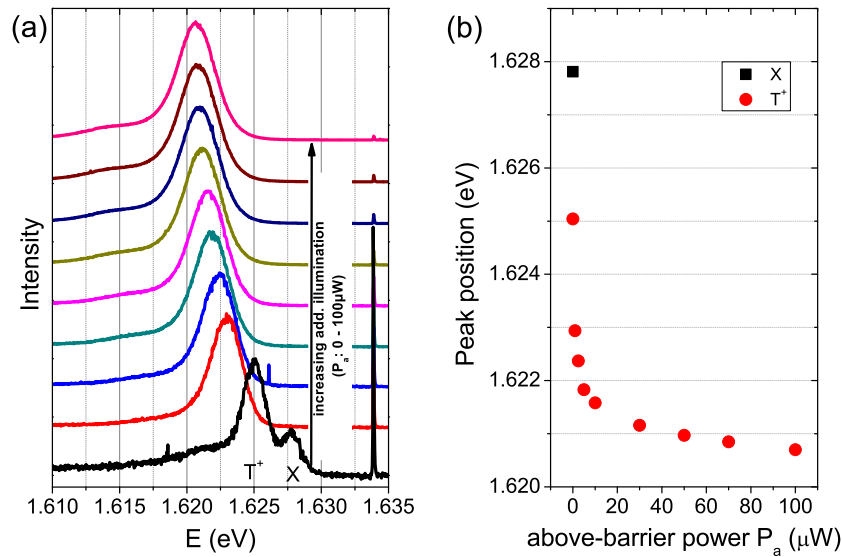 (a)
Intensity
increasing add. illumination
(Pa: 0 - 100µW)
T+
X
1.610 1.615 1.620 1.625 1.630 1.635
E (eV)
(b)
X
T+
1.628
1.626
1.624
1.622
1.620
Peak position (eV)
0 20 40 60 80 100
above-barrier power Pa (µW)